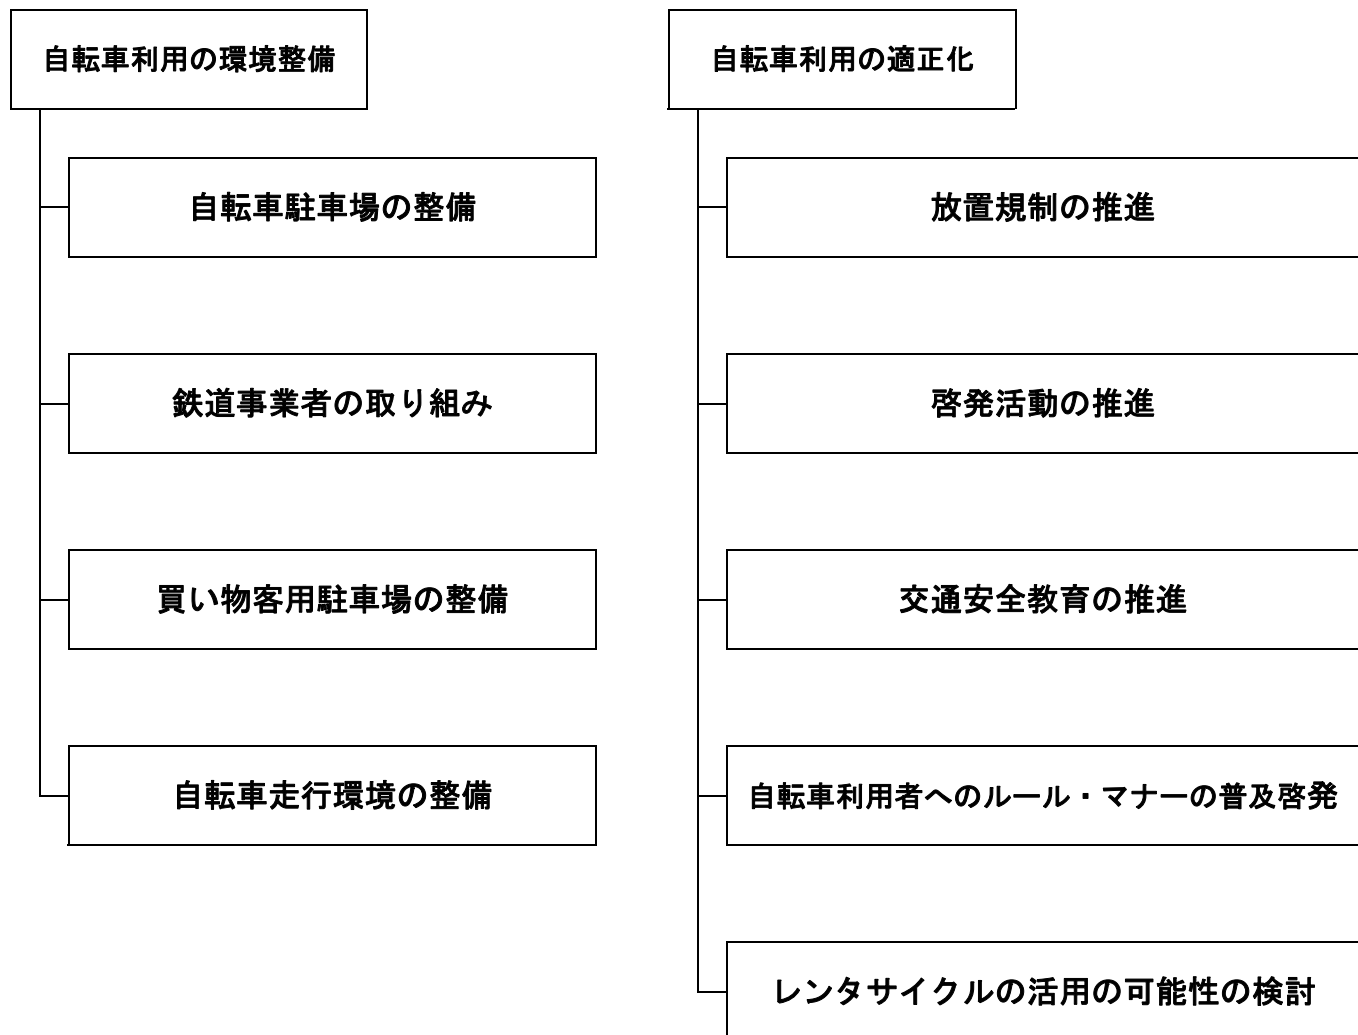 自転車利用の環境整備
自転車駐車場の整備
鉄道事業者の取り組み
買い物客用駐車場の整備
自転車走行環境の整備
自転車利用の適正化
放置規制の推進
啓発活動の推進
交通安全教育の推進
自転車利用者へのルール・マナーの普及啓発
レンタサイクルの活用の可能性の検討